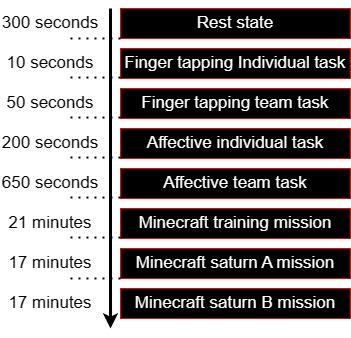 300 seconds Rest state
10 seconds Finger tapping Individual task
50 seconds Finger tapping team task
200 seconds Affective individual task
650 seconds Affective team task
21 minutes Minecraft training mission
17 minutes Minecraft saturn A mission
17 minutes Minecraft saturn B mission